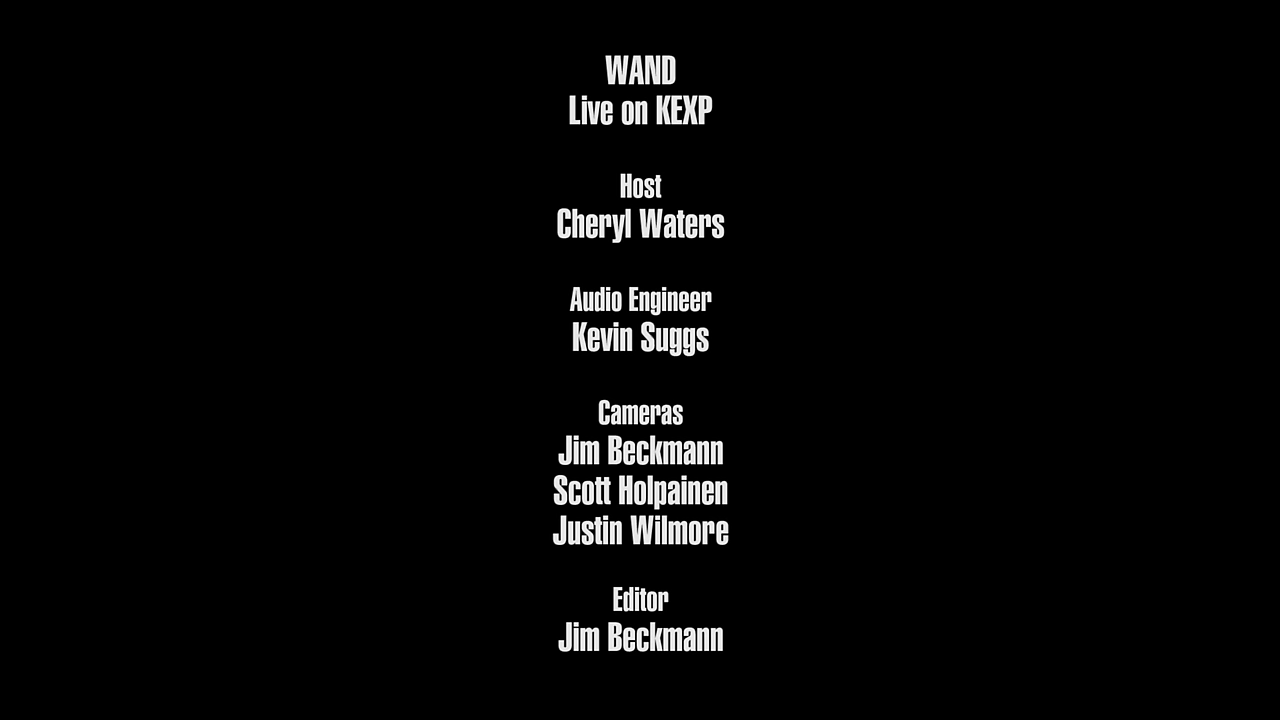 WAND
Live on KEXP
Host
Cheryl Waters
Audio Engineer
Kevin Suggs
Cameras
Jim Beckmann
Scott Holpainen
Justin Wilmore
Editor
Jim Beckmann